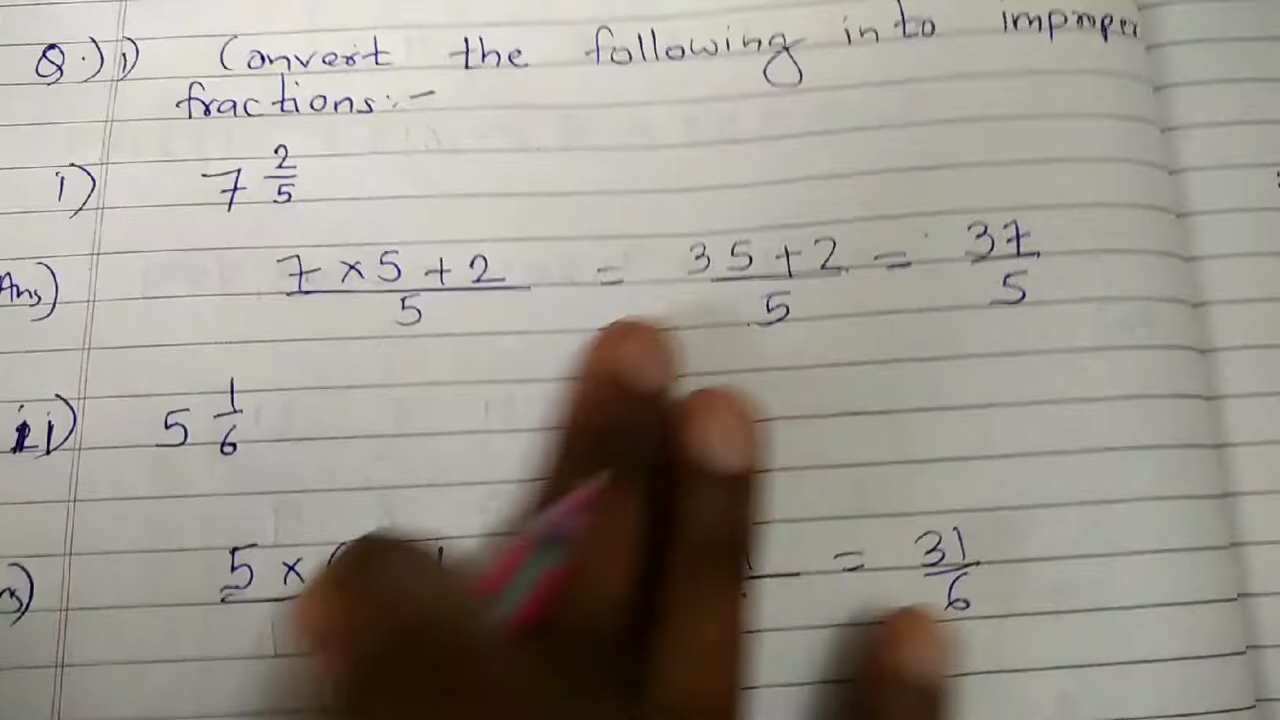 Q.) 1) Convert the following into improper
fractions:-
i) 7 2/5
Ans) 7 × 5 + 2 / 5 = 35 + 2 / 5 = 37/5
ii) 5 1/6
5 × = 31/6